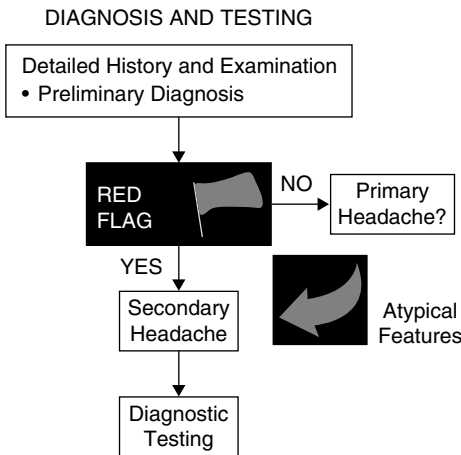 DIAGNOSIS AND TESTING
Detailed History and Examination
• Preliminary Diagnosis
RED
FLAG
NO
Primary
Headache?
YES
Secondary
Headache
Atypical
Features
Diagnostic
Testing